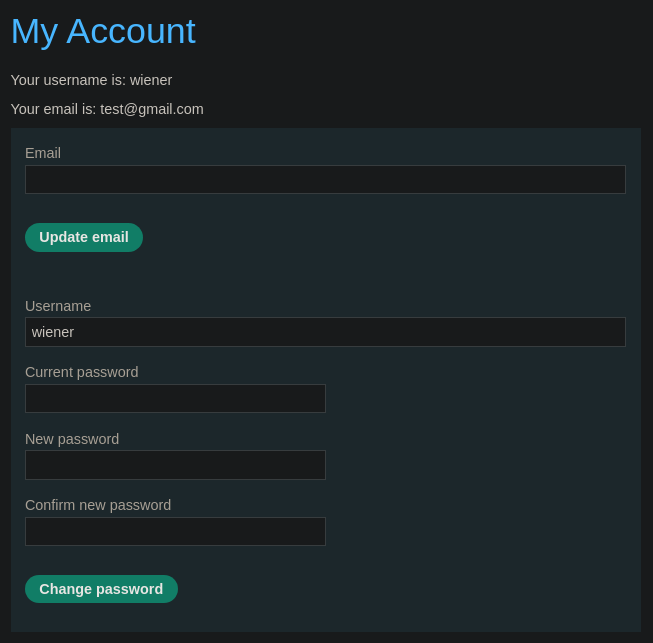 My Account
Your username is: wiener
Your email is: test@gmail.com
Email
Update email
Username
wiener
Current password
New password
Confirm new password
Change password